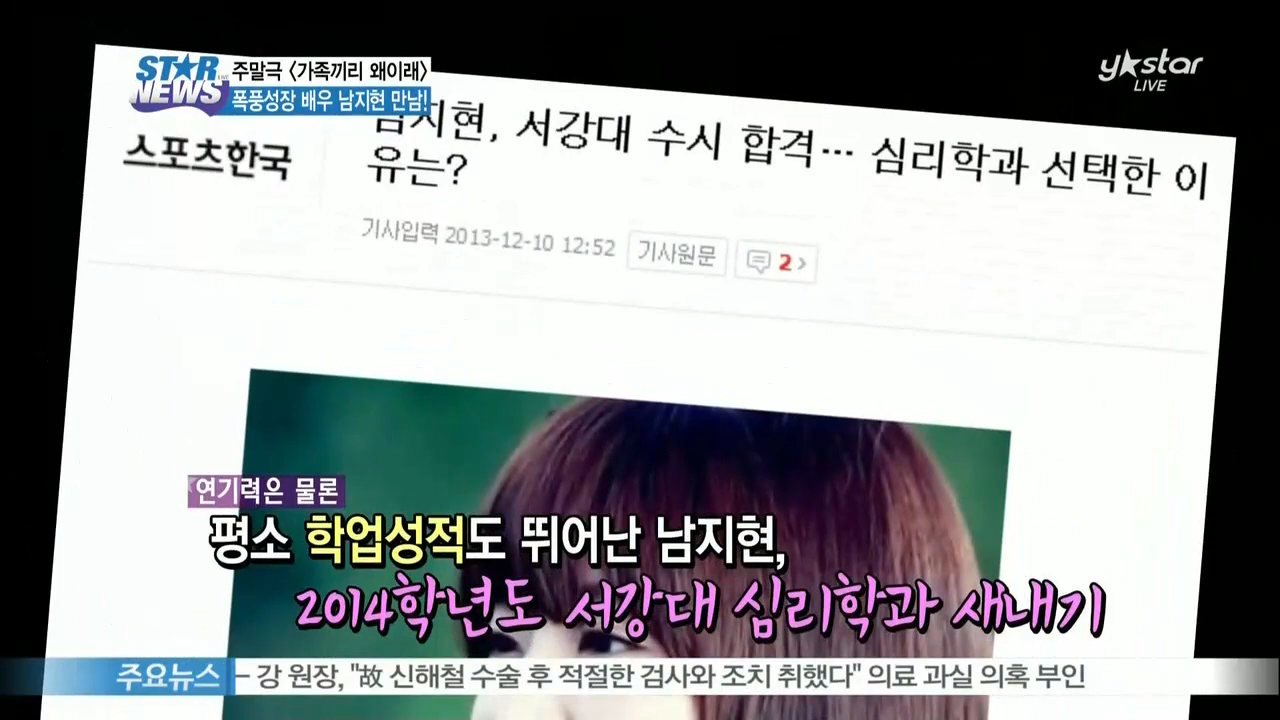 STAR NEWS LIVE
주말극 <가족끼리 왜이래>
폭풍성장 배우 남지현 만남!
y★star
LIVE
스포츠한국
남지현, 서강대 수시 합격… 심리학과 선택한 이
유는?
기사입력 2013-12-10 12:52 기사원문 2 >
연기력은 물론
평소 학업성적도 뛰어난 남지현,
2014학년도 서강대 심리학과 새내기
주요뉴스 - 강 원장, "故 신해철 수술 후 적절한 검사와 조치 취했다" 의료 과실 의혹 부인